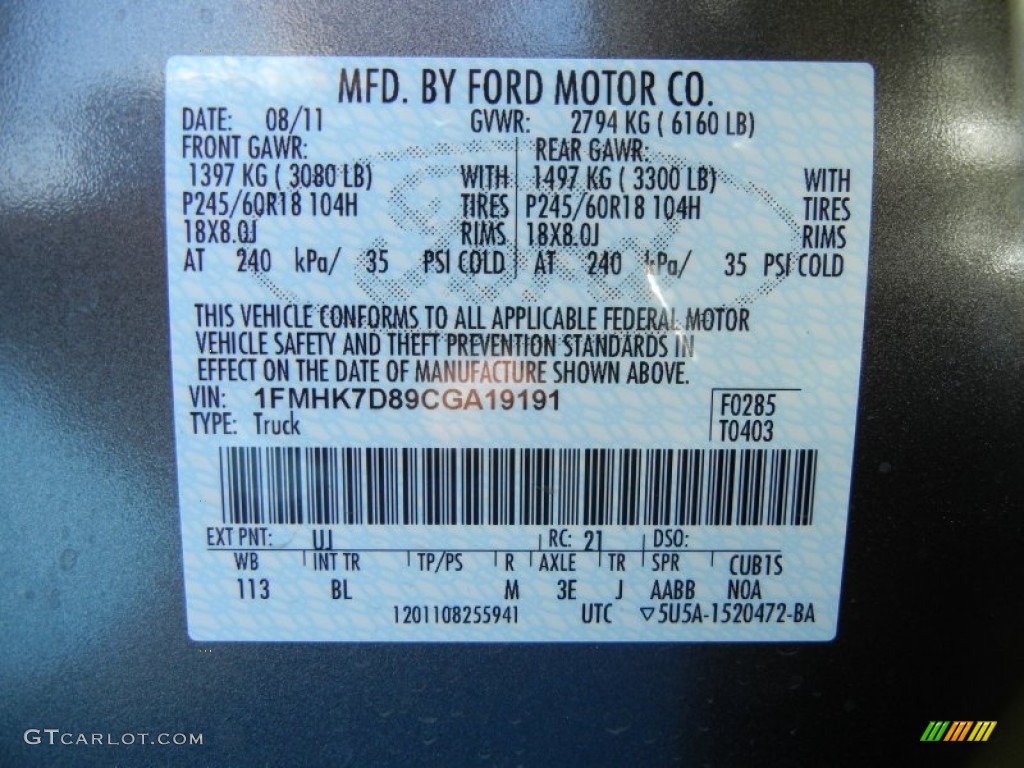 MFD. BY FORD MOTOR CO.
DATE: 08/11 GVWR: 2794 KG ( 6160 LB)
FRONT GAWR: REAR GAWR:
1397 KG ( 3080 LB) WITH 1497 KG ( 3300 LB) WITH
P245/60R18 104H TIRES P245/60R18 104H TIRES
18X8.0J RIMS 18X8.0J RIMS
AT 240 kPa/ 35 PSI COLD AT 240 kPa/ 35 PSI COLD
THIS VEHICLE CONFORMS TO ALL APPLICABLE FEDERAL MOTOR
VEHICLE SAFETY AND THEFT PREVENTION STANDARDS IN
EFFECT ON THE DATE OF MANUFACTURE SHOWN ABOVE.
VIN: 1FMHK7D89CGA19191 F0285
TYPE: Truck T0403
EXT PNT: UJ RC: 21 DSO:
WB INT TR TP/PS R AXLE TR SPR CUB1S
113 BL M 3E J AABB NOA
1201108255941 UTC ▽5U5A-1520472-BA
GTCARLOT.COM